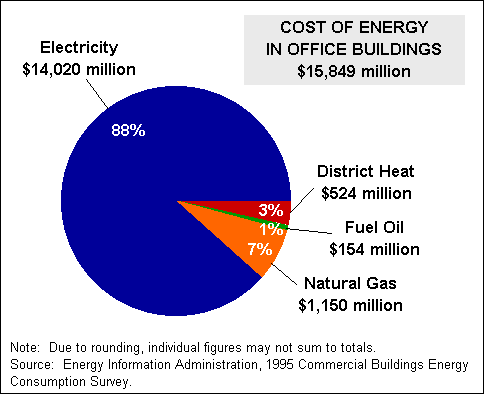 COST OF ENERGY
IN OFFICE BUILDINGS
$15,849 million
Electricity
$14,020 million
88%
District Heat
$524 million
3%
Fuel Oil
$154 million
1%
7%
Natural Gas
$1,150 million
Note: Due to rounding, individual figures may not sum to totals.
Source: Energy Information Administration, 1995 Commercial Buildings Energy
Consumption Survey.